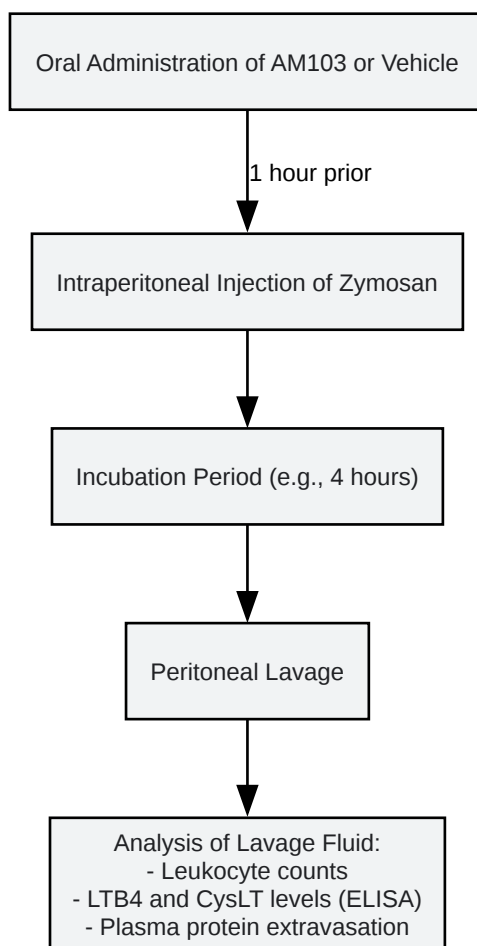 Oral Administration of AM103 or Vehicle
1 hour prior
Intraperitoneal Injection of Zymosan
Incubation Period (e.g., 4 hours)
Peritoneal Lavage
Analysis of Lavage Fluid:
- Leukocyte counts
- LTB4 and CysLT levels (ELISA)
- Plasma protein extravasation